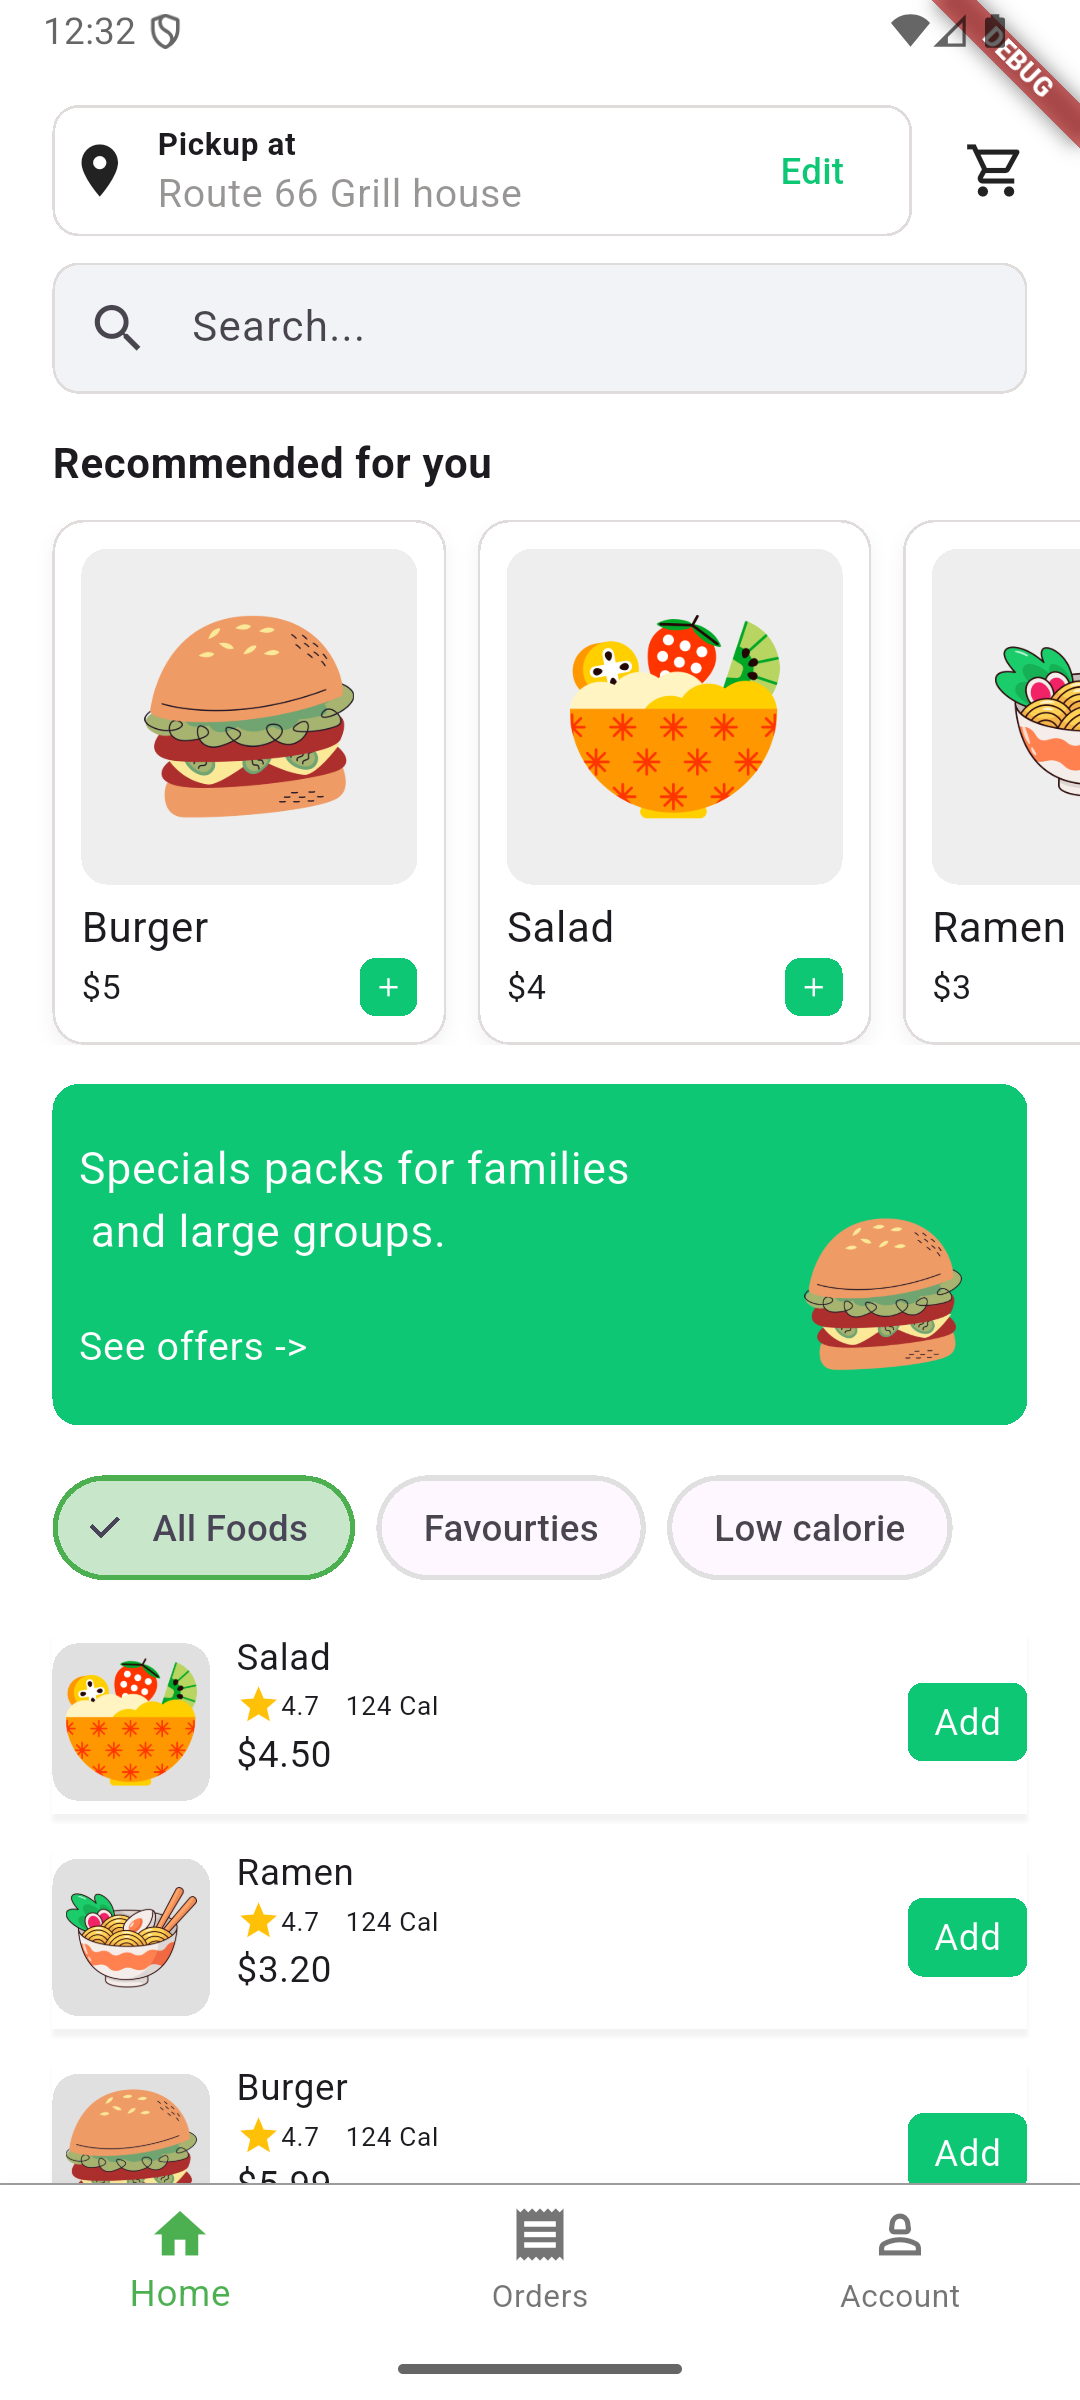 12:32
DEBUG
Pickup at
Route 66 Grill house
Edit
Search...
Recommended for you
Burger
$5
+
Salad
$4
+
Ramen
$3
Specials packs for families
and large groups.
See offers ->
All Foods
Favourties
Low calorie
Salad
4.7 124 Cal
$4.50
Add
Ramen
4.7 124 Cal
$3.20
Add
Burger
4.7 124 Cal
$5.99
Add
Home
Orders
Account